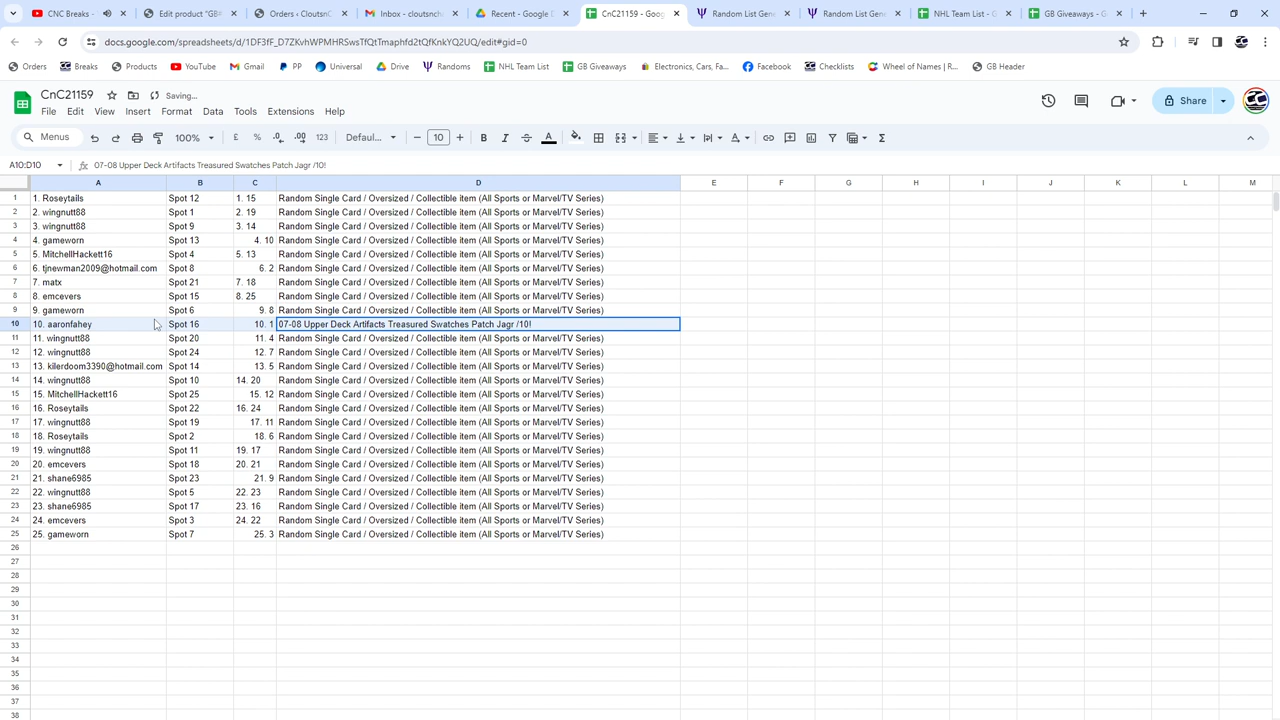 CNC Breaks
Edit product "GB+
Orders ‹ Cloutsn
Inbox - cloutsnc
Recent - Google D
CnC21159 - Goog
Random List Gene
Random List Gene
NHL Team List - G
GB Giveaways - G
docs.google.com/spreadsheets/d/1DF3fF_D7ZKvhWPMHRSwsTfQtTmaphfd2tQfKnkYQ2UQ/edit#gid=0
Orders Breaks Products YouTube Gmail PP Universal Drive Randoms NHL Team List GB Giveaways Electronics, Cars, Fa... Facebook Checklists Wheel of Names | R... GB Header
CnC21159 Saving...
File Edit View Insert Format Data Tools Extensions Help
Share
Menus 100% £ % .0 .00 123 Defaul... 10 B I A
A10:D10 07-08 Upper Deck Artifacts Treasured Swatches Patch Jagr /10!
A B C D E F G H I J K L M
1 1. Roseytails Spot 12 1. 15 Random Single Card / Oversized / Collectible item (All Sports or Marvel/TV Series)
2 2. wingnutt88 Spot 1 2. 19 Random Single Card / Oversized / Collectible item (All Sports or Marvel/TV Series)
3 3. wingnutt88 Spot 9 3. 14 Random Single Card / Oversized / Collectible item (All Sports or Marvel/TV Series)
4 4. gameworn Spot 13 4. 10 Random Single Card / Oversized / Collectible item (All Sports or Marvel/TV Series)
5 5. MitchellHackett16 Spot 4 5. 13 Random Single Card / Oversized / Collectible item (All Sports or Marvel/TV Series)
6 6. tjnewman2009@hotmail.com Spot 8 6. 2 Random Single Card / Oversized / Collectible item (All Sports or Marvel/TV Series)
7 7. matx Spot 21 7. 18 Random Single Card / Oversized / Collectible item (All Sports or Marvel/TV Series)
8 8. emcevers Spot 15 8. 25 Random Single Card / Oversized / Collectible item (All Sports or Marvel/TV Series)
9 9. gameworn Spot 6 9. 8 Random Single Card / Oversized / Collectible item (All Sports or Marvel/TV Series)
10 10. aaronfahey Spot 16 10. 1 07-08 Upper Deck Artifacts Treasured Swatches Patch Jagr /10!
11 11. wingnutt88 Spot 20 11. 4 Random Single Card / Oversized / Collectible item (All Sports or Marvel/TV Series)
12 12. wingnutt88 Spot 24 12. 7 Random Single Card / Oversized / Collectible item (All Sports or Marvel/TV Series)
13 13. kilerdoom3390@hotmail.com Spot 14 13. 5 Random Single Card / Oversized / Collectible item (All Sports or Marvel/TV Series)
14 14. wingnutt88 Spot 10 14. 20 Random Single Card / Oversized / Collectible item (All Sports or Marvel/TV Series)
15 15. MitchellHackett16 Spot 25 15. 12 Random Single Card / Oversized / Collectible item (All Sports or Marvel/TV Series)
16 16. Roseytails Spot 22 16. 24 Random Single Card / Oversized / Collectible item (All Sports or Marvel/TV Series)
17 17. wingnutt88 Spot 19 17. 11 Random Single Card / Oversized / Collectible item (All Sports or Marvel/TV Series)
18 18. Roseytails Spot 2 18. 6 Random Single Card / Oversized / Collectible item (All Sports or Marvel/TV Series)
19 19. wingnutt88 Spot 11 19. 17 Random Single Card / Oversized / Collectible item (All Sports or Marvel/TV Series)
20 20. emcevers Spot 18 20. 21 Random Single Card / Oversized / Collectible item (All Sports or Marvel/TV Series)
21 21. shane6985 Spot 23 21. 9 Random Single Card / Oversized / Collectible item (All Sports or Marvel/TV Series)
22 22. wingnutt88 Spot 5 22. 23 Random Single Card / Oversized / Collectible item (All Sports or Marvel/TV Series)
23 23. shane6985 Spot 17 23. 16 Random Single Card / Oversized / Collectible item (All Sports or Marvel/TV Series)
24 24. emcevers Spot 3 24. 22 Random Single Card / Oversized / Collectible item (All Sports or Marvel/TV Series)
25 25. gameworn Spot 7 25. 3 Random Single Card / Oversized / Collectible item (All Sports or Marvel/TV Series)
26
27
28
29
30
31
32
33
34
35
36
37
38